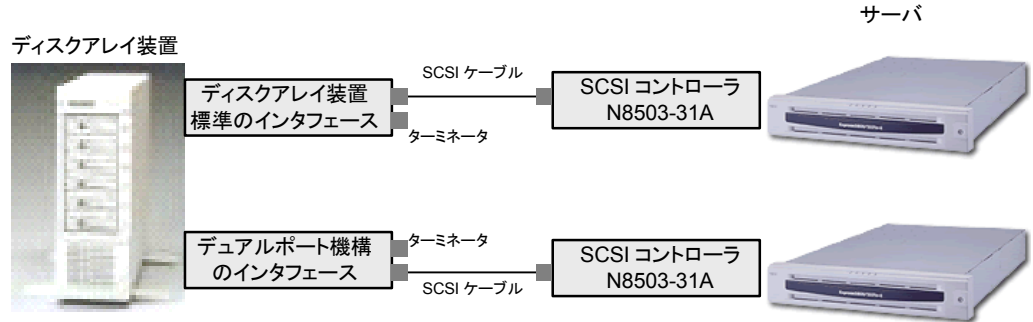 サーバ
ディスクアレイ装置
ディスクアレイ装置
標準のインタフェース
SCSI ケーブル
ターミネータ
SCSI コントローラ
N8503-31A
デュアルポート機構
のインタフェース
ターミネータ
SCSI ケーブル
SCSI コントローラ
N8503-31A